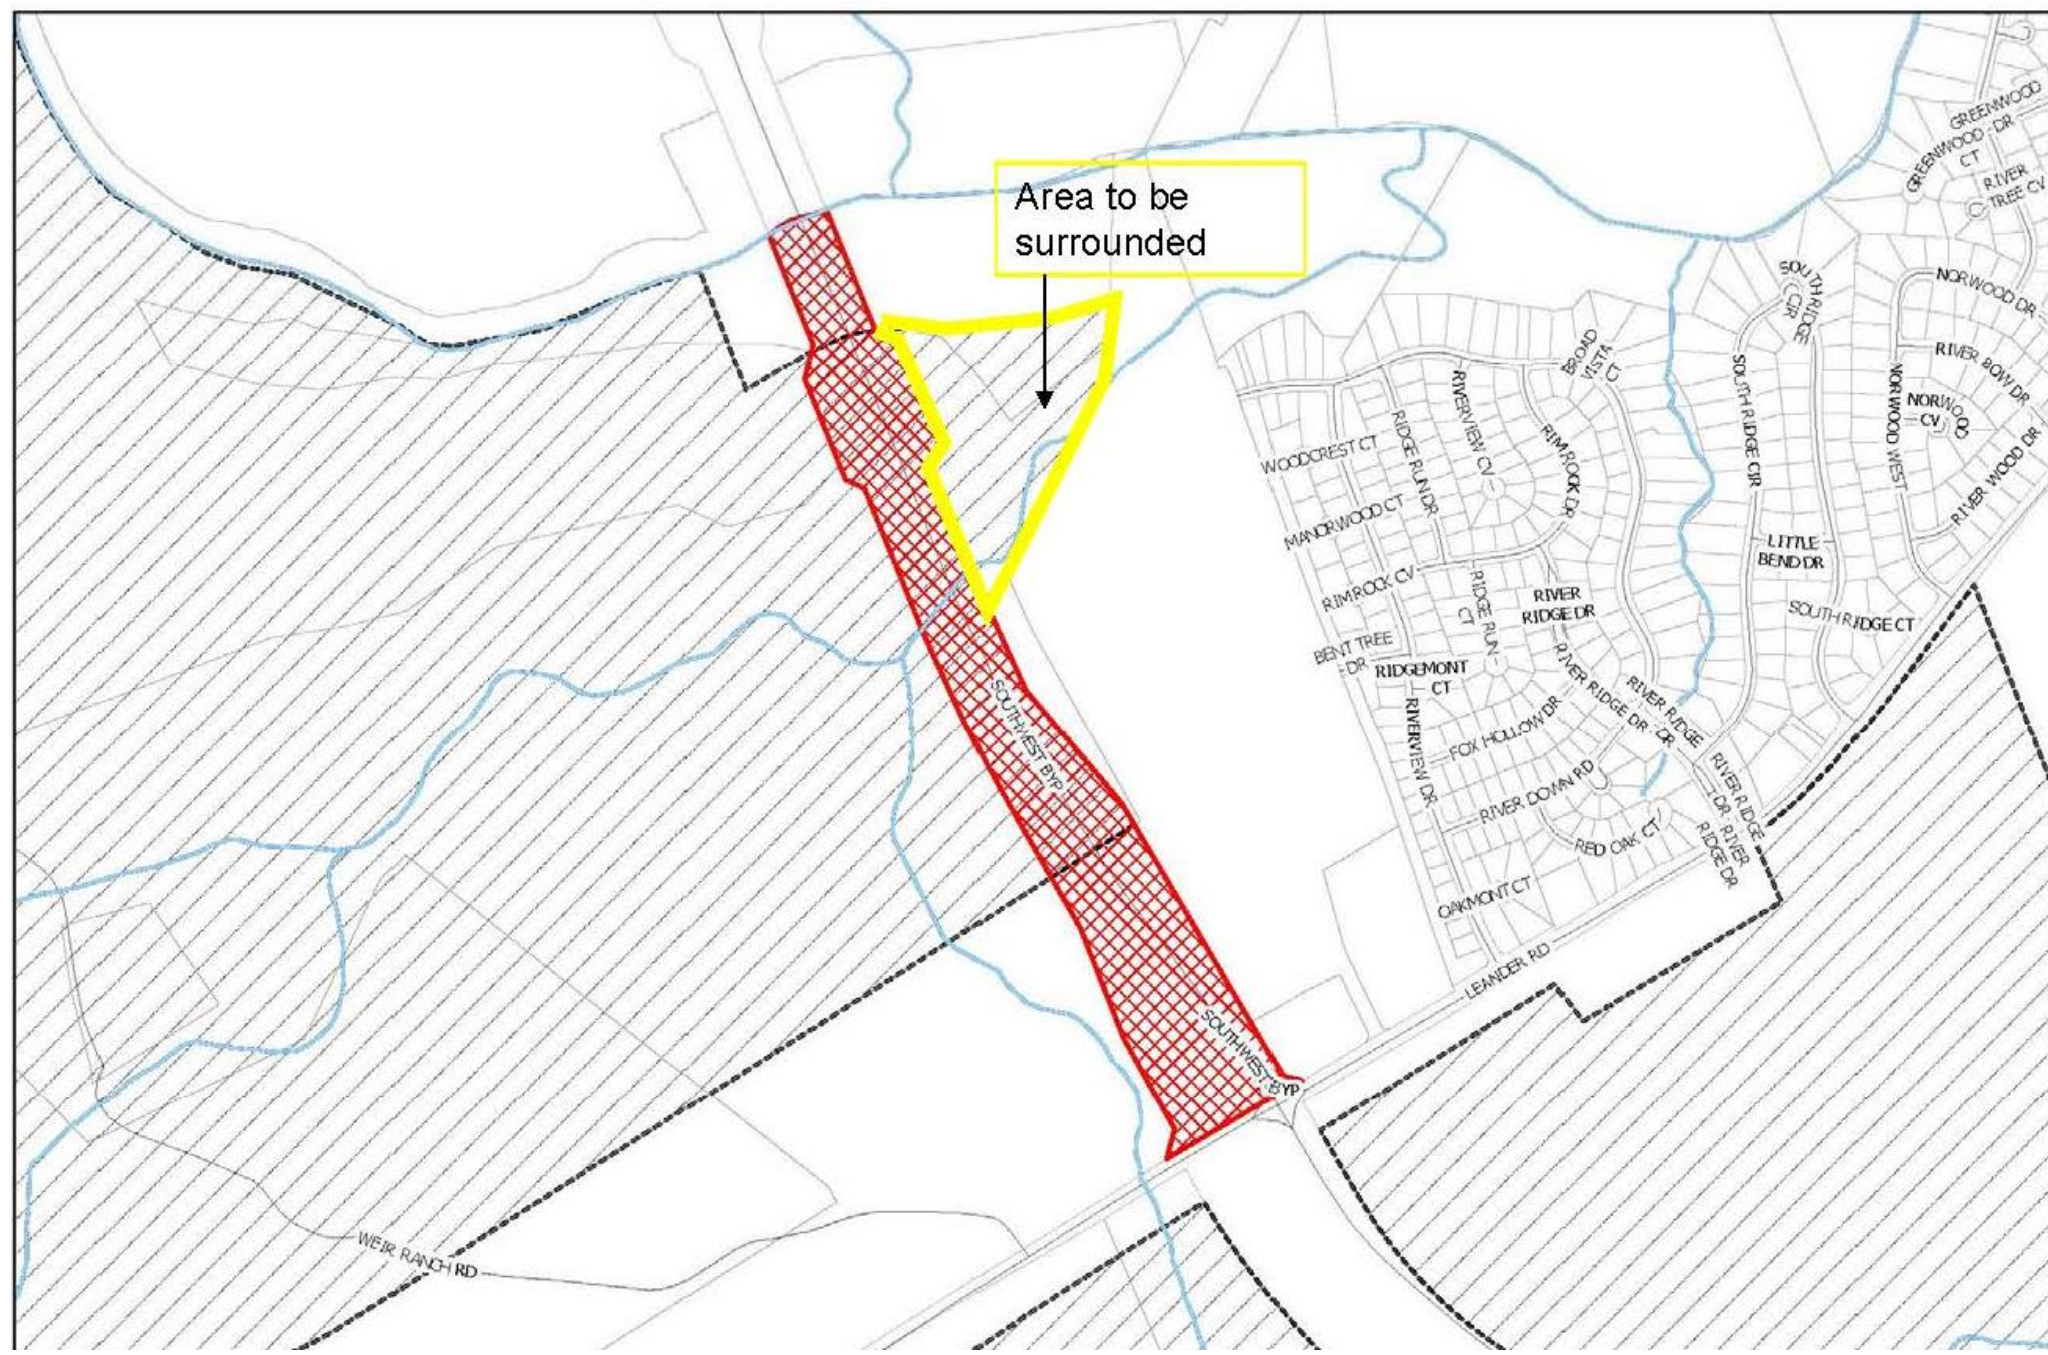 Area to be
surrounded
GREENWOOD
DR
GREENWOOD
CT
RIVER
TREE CV
SOUTH RIDGE
CIR
NORWOOD DR
BROAD
VISTA
CT
SOUTH RIDGE CIR
NORWOOD WEST
RIVER BOW DR
NORWOOD
CV
RIVER WOOD DR
WOODCREST CT
RIDGE RUN DR
RIVERVIEW CV
RIMROCK DR
MANORWOOD CT
LITTLE
BEND DR
RIMROCK CV
RIDGE RUN
CT
RIVER
RIDGE DR
SOUTH RIDGE CT
BENT TREE
DR
RIDGEMONT
CT
RIVER RIDGE DR
RIVER RIDGE
DR
RIVERVIEW DR
FOX HOLLOW DR
RIVER DOWN RD
RIVER RIDGE
DR
RIVER
RIDGE DR
RED OAK CT
OAKMONT CT
LEANDER RD
SOUTHWEST BYP
SOUTHWEST BYP
WEIR RANCH RD